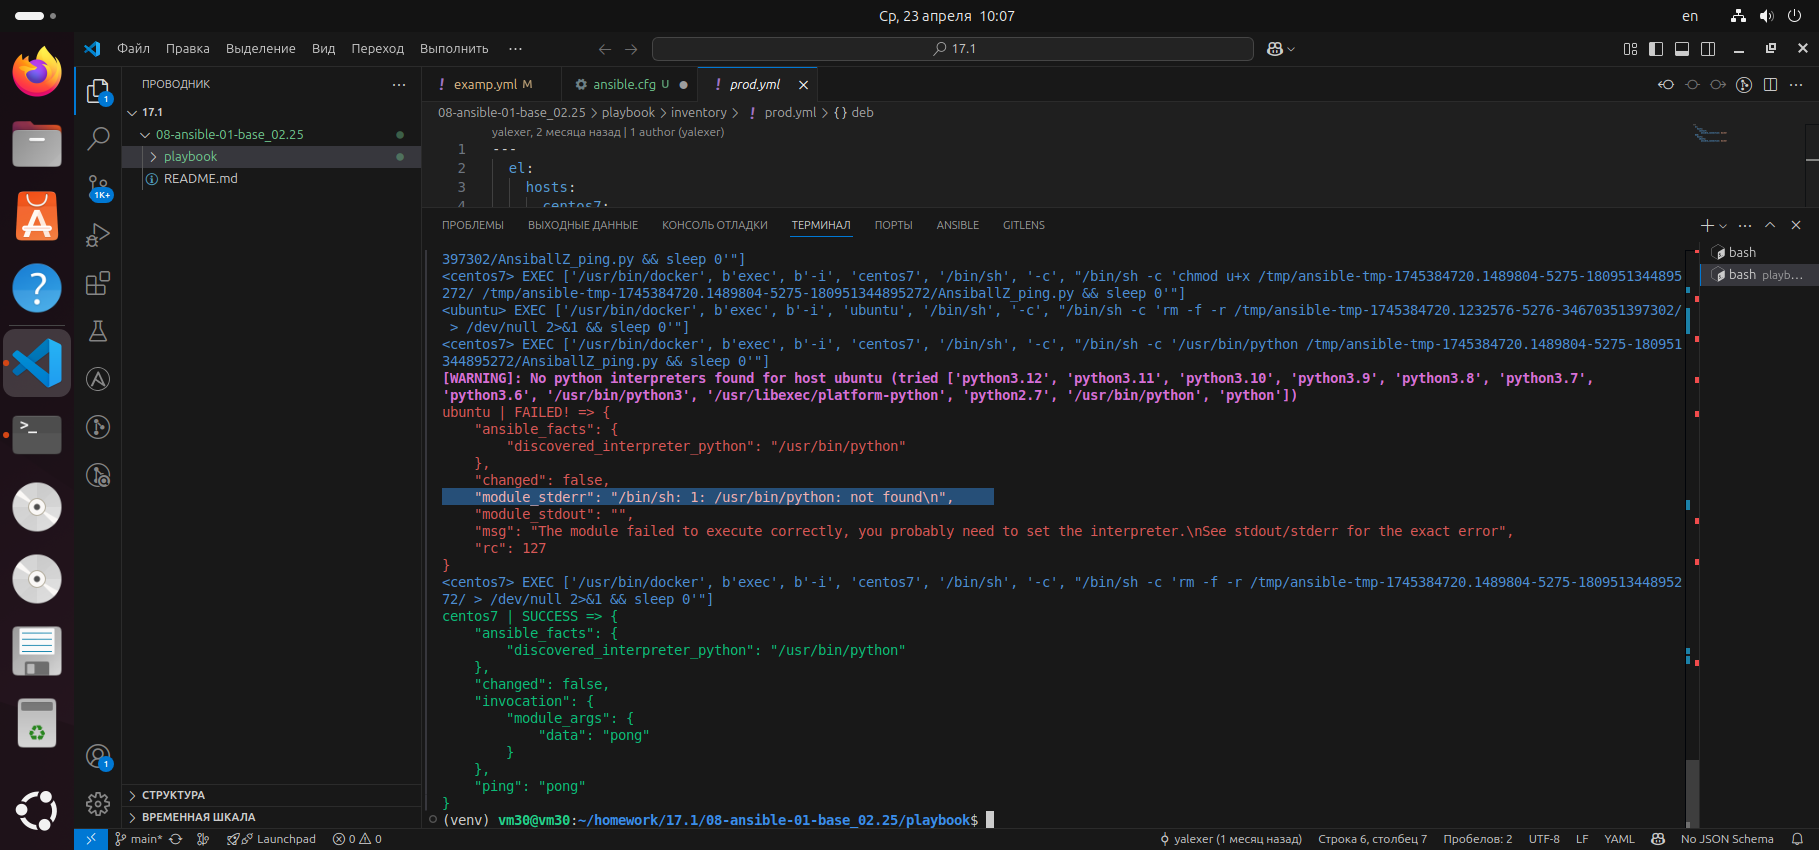 Ср, 23 апреля 10:07
en
Файл Правка Выделение Вид Переход Выполнить ···
17.1
ПРОВОДНИК
17.1
08-ansible-01-base_02.25
playbook
README.md
СТРУКТУРА
ВРЕМЕННАЯ ШКАЛА
1
1K+
1
! examp.yml M
ansible.cfg U
! prod.yml
08-ansible-01-base_02.25 > playbook > inventory > ! prod.yml > {} deb
yalexer, 2 месяца назад | 1 author (yalexer)
1 ---
2 el:
3 hosts:
4 centos7:
ПРОБЛЕМЫ ВЫХОДНЫЕ ДАННЫЕ КОНСОЛЬ ОТЛАДКИ ТЕРМИНАЛ ПОРТЫ ANSIBLE GITLENS
bash
bash playb...
397302/AnsiballZ_ping.py && sleep 0'"]
<centos7> EXEC ['/usr/bin/docker', b'exec', b'-i', 'centos7', '/bin/sh', '-c', "/bin/sh -c 'chmod u+x /tmp/ansible-tmp-1745384720.1489804-5275-180951344895
272/ /tmp/ansible-tmp-1745384720.1489804-5275-180951344895272/AnsiballZ_ping.py && sleep 0'"]
<ubuntu> EXEC ['/usr/bin/docker', b'exec', b'-i', 'ubuntu', '/bin/sh', '-c', "/bin/sh -c 'rm -f -r /tmp/ansible-tmp-1745384720.1232576-5276-34670351397302/
> /dev/null 2>&1 && sleep 0'"]
<centos7> EXEC ['/usr/bin/docker', b'exec', b'-i', 'centos7', '/bin/sh', '-c', "/bin/sh -c '/usr/bin/python /tmp/ansible-tmp-1745384720.1489804-5275-180951
344895272/AnsiballZ_ping.py && sleep 0'"]
[WARNING]: No python interpreters found for host ubuntu (tried ['python3.12', 'python3.11', 'python3.10', 'python3.9', 'python3.8', 'python3.7',
'python3.6', '/usr/bin/python3', '/usr/libexec/platform-python', 'python2.7', '/usr/bin/python', 'python'])
ubuntu | FAILED! => {
"ansible_facts": {
"discovered_interpreter_python": "/usr/bin/python"
},
"changed": false,
"module_stderr": "/bin/sh: 1: /usr/bin/python: not found\n",
"module_stdout": "",
"msg": "The module failed to execute correctly, you probably need to set the interpreter.\nSee stdout/stderr for the exact error",
"rc": 127
}
<centos7> EXEC ['/usr/bin/docker', b'exec', b'-i', 'centos7', '/bin/sh', '-c', "/bin/sh -c 'rm -f -r /tmp/ansible-tmp-1745384720.1489804-5275-1809513448952
72/ > /dev/null 2>&1 && sleep 0'"]
centos7 | SUCCESS => {
"ansible_facts": {
"discovered_interpreter_python": "/usr/bin/python"
},
"changed": false,
"invocation": {
"module_args": {
"data": "pong"
}
},
"ping": "pong"
}
(venv) vm30@vm30:~/homework/17.1/08-ansible-01-base_02.25/playbook$
main* Launchpad 0 0 yalexer (1 месяц назад) Строка 6, столбец 7 Пробелов: 2 UTF-8 LF YAML No JSON Schema